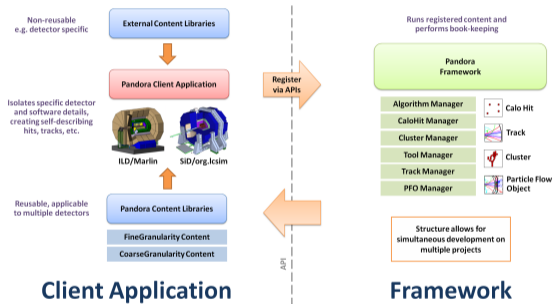 Non-reusable
e.g. detector specific
External Content Libraries
Pandora Client Application
Isolates specific detector
and software details,
creating self-describing
hits, tracks, etc.
ILD/Marlin
SiD/org.lcsim
Reusable, applicable
to multiple detectors
Pandora Content Libraries
FineGranularity Content
CoarseGranularity Content
Client Application
Register
via APIs
API
Runs registered content and
performs book-keeping
Pandora
Framework
Algorithm Manager
CaloHit Manager
Cluster Manager
Tool Manager
Track Manager
PFO Manager
Calo Hit
Track
Cluster
Particle Flow
Object
Structure allows for
simultaneous development on
multiple projects
Framework